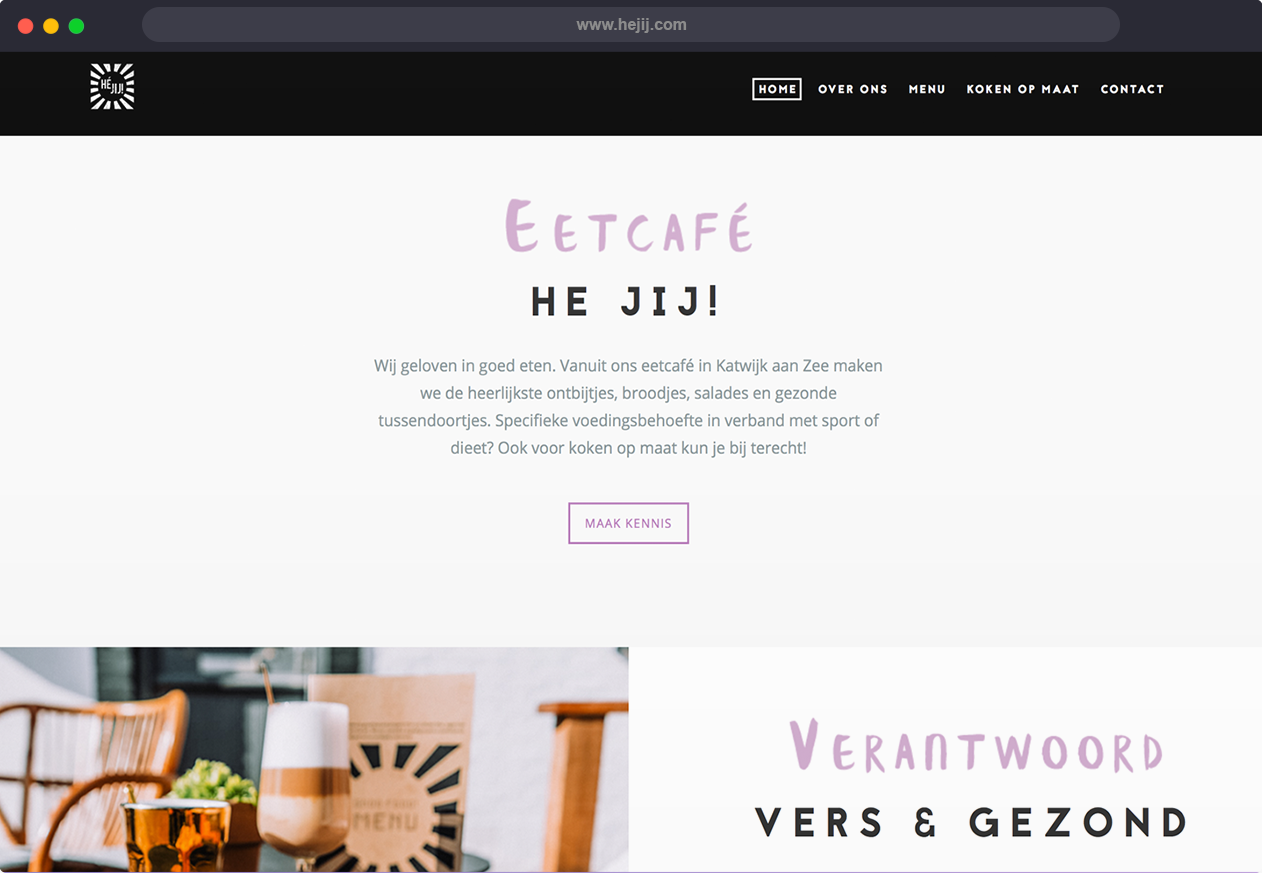 www.hejij.com
HÉ
JIJ!
HOME OVER ONS MENU KOKEN OP MAAT CONTACT
EETCAFÉ
HE JIJ!
Wij geloven in goed eten. Vanuit ons eetcafé in Katwijk aan Zee maken
we de heerlijkste ontbijtjes, broodjes, salades en gezonde
tussendoortjes. Specifieke voedingsbehoefte in verband met sport of
dieet? Ook voor koken op maat kun je bij terecht!
MAAK KENNIS
VERANTWOORD
VERS & GEZOND
GOOD FOOD
MENU